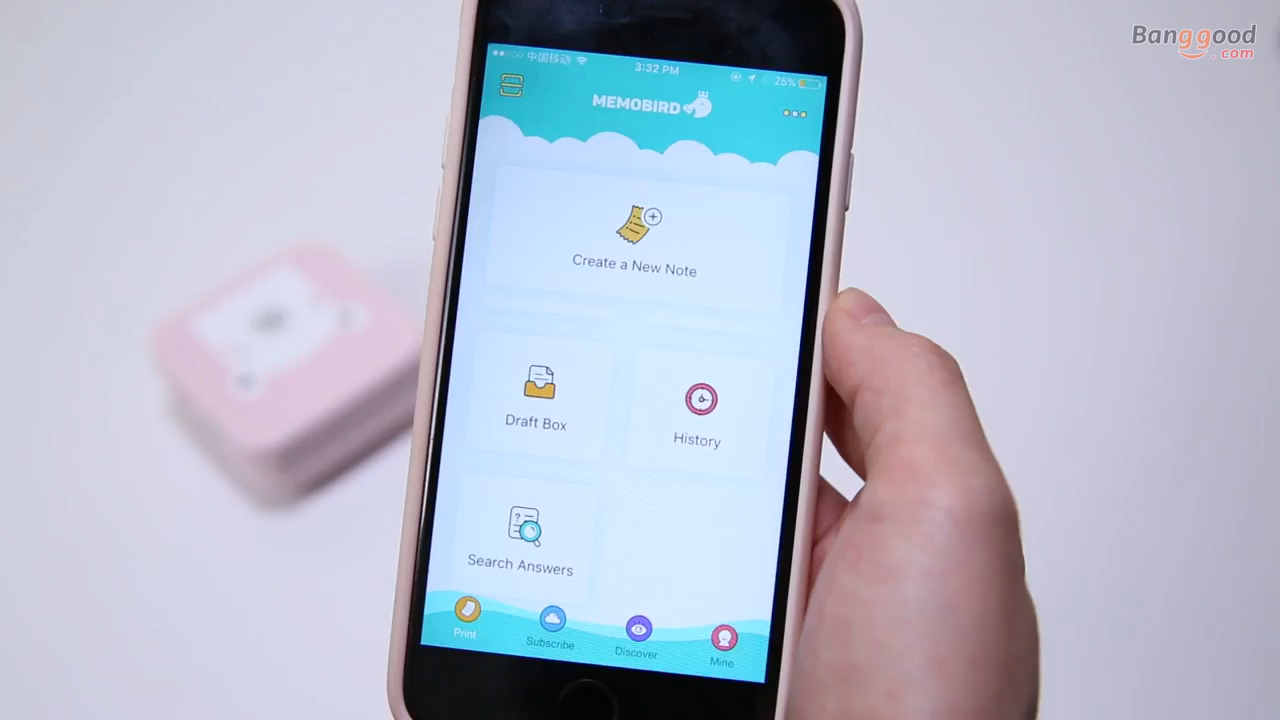 Banggood
.com
中国移动
3:32 PM
25%
MEMOBIRD
Create a New Note
Draft Box
History
Search Answers
Print
Subscribe
Discover
Mine